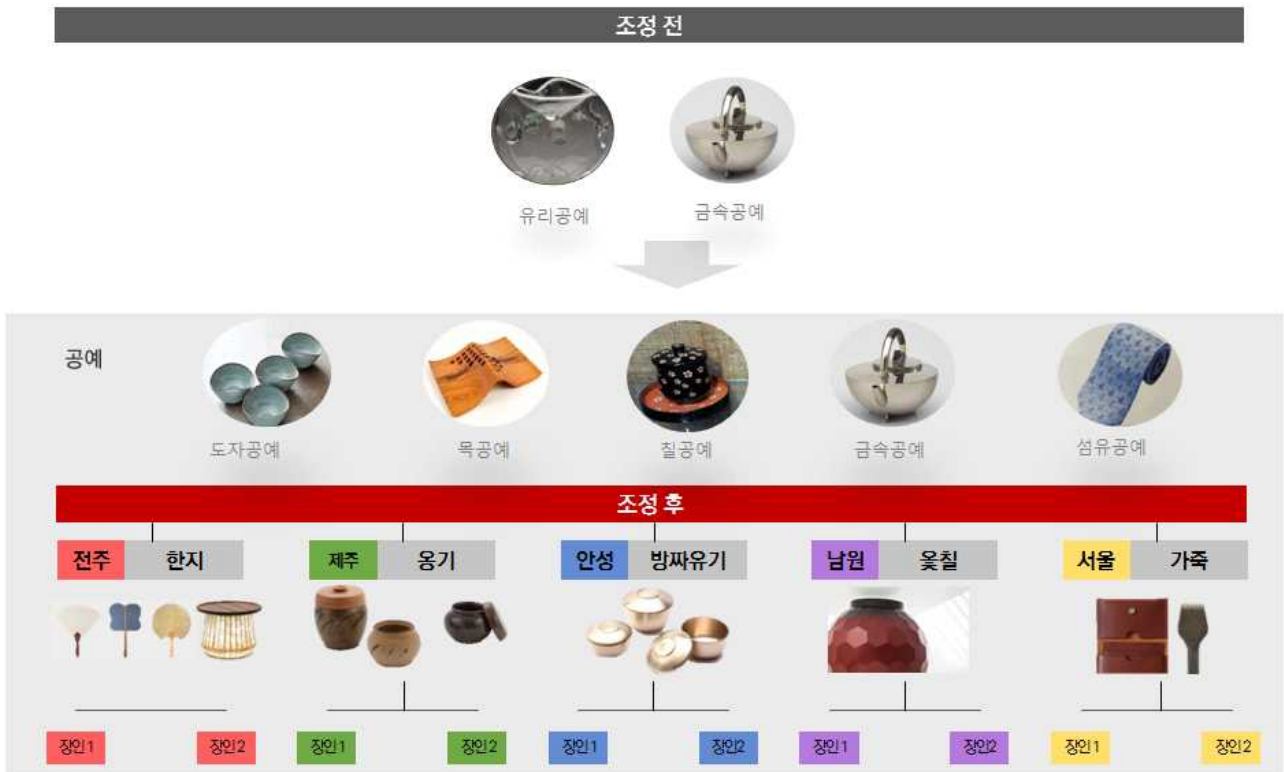 조정 전
유리공예 금속공예
공예
도자공예 목공예 칠공예 금속공예 섬유공예
조정 후
전주 한지 제주 옹기 안성 방짜유기 남원 옻칠 서울 가죽
장인1 장인2 장인1 장인2 장인1 장인2 장인1 장인2 장인1 장인2